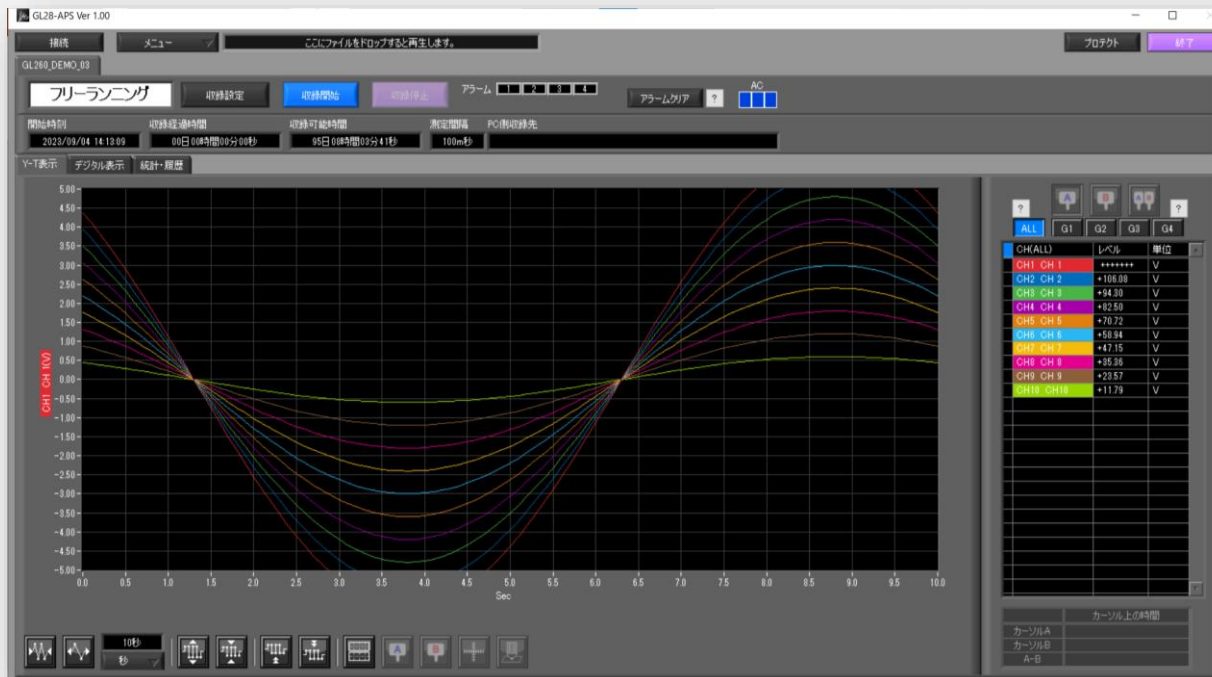 GL28-APS Ver 1.00
接続 メニュー ここにファイルをドロップすると再生します。 プロテクト 終了
GL260_DEMO_03
フリーランニング 収録設定 収録開始 収録停止 アラーム 1 2 3 4 アラームクリア ? AC
開始時刻 収録経過時間 収録可能時間 測定間隔 PC側収録先
2023/09/04 14:13:09 00日00時間00分00秒 95日08時間03分41秒 100m秒
Y-T表示 デジタル表示 統計・履歴
5.00
4.50
4.00
3.50
3.00
2.50
2.00
1.50
1.00
0.50
0.00
-0.50
-1.00
-1.50
-2.00
-2.50
-3.00
-3.50
-4.00
-4.50
-5.00
CH1 CH 1(V)
0.0 0.5 1.0 1.5 2.0 2.5 3.0 3.5 4.0 4.5 5.0 5.5 6.0 6.5 7.0 7.5 8.0 8.5 9.0 9.5 10.0
Sec
10秒
秒
A B
A B A B
? ?
ALL G1 G2 G3 G4
CH(ALL) レベル 単位
CH1 CH 1 +++++++ V
CH2 CH 2 +106.08 V
CH3 CH 3 +94.30 V
CH4 CH 4 +82.50 V
CH5 CH 5 +70.72 V
CH6 CH 6 +58.94 V
CH7 CH 7 +47.15 V
CH8 CH 8 +35.36 V
CH9 CH 9 +23.57 V
CH10 CH10 +11.79 V
カーソル上の時間
カーソルA
カーソルB
A-B